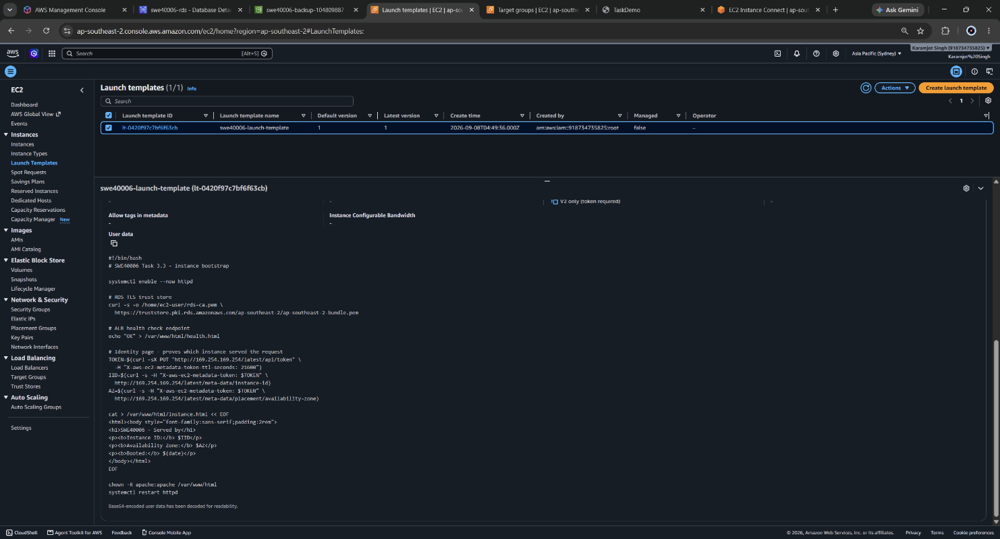 AWS Management Console
swe40006-rds - Database Detai
swe40006-backup-104809887
Launch templates | EC2 | ap-sou
Target groups | EC2 | ap-southe
TaskDemo
EC2 Instance Connect | ap-sout
Ask Gemini
ap-southeast-2.console.aws.amazon.com/ec2/home?region=ap-southeast-2#LaunchTemplates:
aws
Search
[Alt+S]
Asia Pacific (Sydney)
Karamjot Singh (918734735825)
Karamjot%20Singh
EC2
Dashboard
AWS Global View
Events
Instances
Instances
Instance Types
Launch Templates
Spot Requests
Savings Plans
Reserved Instances
Dedicated Hosts
Capacity Reservations
Capacity Manager New
Images
AMIs
AMI Catalog
Elastic Block Store
Volumes
Snapshots
Lifecycle Manager
Network & Security
Security Groups
Elastic IPs
Placement Groups
Key Pairs
Network Interfaces
Load Balancing
Load Balancers
Target Groups
Trust Stores
Auto Scaling
Auto Scaling Groups
Settings
Launch templates (1/1) Info
Actions
Create launch template
Search
1
Launch template ID
Launch template name
Default version
Latest version
Create time
Created by
Managed
Operator
lt-0420f97c7bf6f63cb
swe40006-launch-template
1
1
2026-09-08T04:49:36.000Z
arn:aws:iam::918734735825:root
false
–
swe40006-launch-template (lt-0420f97c7bf6f63cb)
-
-
V2 only (token required)
-
Allow tags in metadata
-
Instance Configurable Bandwidth
-
User data
#!/bin/bash
# SWE40006 Task 3.3 - instance bootstrap
systemctl enable --now httpd
# RDS TLS trust store
curl -s -o /home/ec2-user/rds-ca.pem \
https://truststore.pki.rds.amazonaws.com/ap-southeast-2/ap-southeast-2-bundle.pem
# ALB health check endpoint
echo "OK" > /var/www/html/health.html
# Identity page - proves which instance served the request
TOKEN=$(curl -sX PUT "http://169.254.169.254/latest/api/token" \
-H "X-aws-ec2-metadata-token-ttl-seconds: 21600")
IID=$(curl -s -H "X-aws-ec2-metadata-token: $TOKEN" \
http://169.254.169.254/latest/meta-data/instance-id)
AZ=$(curl -s -H "X-aws-ec2-metadata-token: $TOKEN" \
http://169.254.169.254/latest/meta-data/placement/availability-zone)
cat > /var/www/html/instance.html << EOF
<html><body style="font-family:sans-serif;padding:2rem">
<h1>SWE40006 - Served by</h1>
<p><b>Instance ID:</b> $IID</p>
<p><b>Availability Zone:</b> $AZ</p>
<p><b>Booted:</b> $(date)</p>
</body></html>
EOF
chown -R apache:apache /var/www/html
systemctl restart httpd
Base64-encoded user data has been decoded for readability.
CloudShell
Agent Toolkit for AWS
Feedback
Console Mobile App
© 2026, Amazon Web Services, Inc. or its affiliates.
Privacy
Terms
Cookie preferences